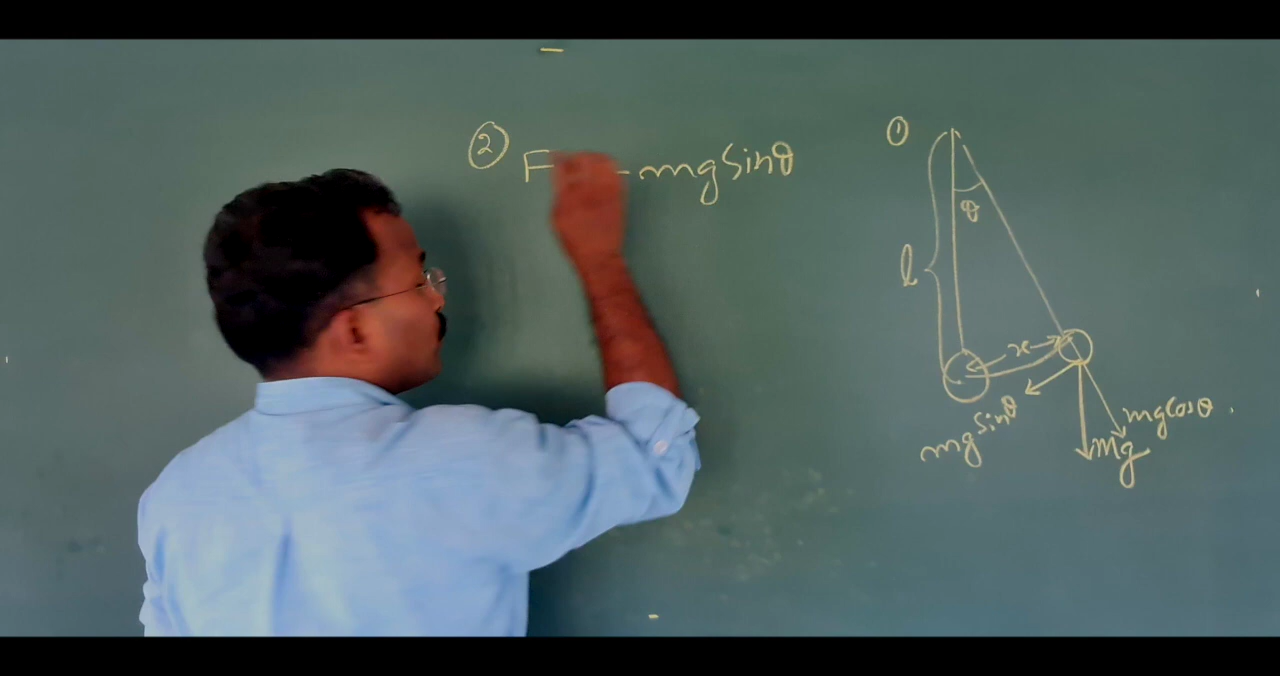 ② F - mg sinθ
①
θ
l
x
mg sinθ
mg cosθ
mg